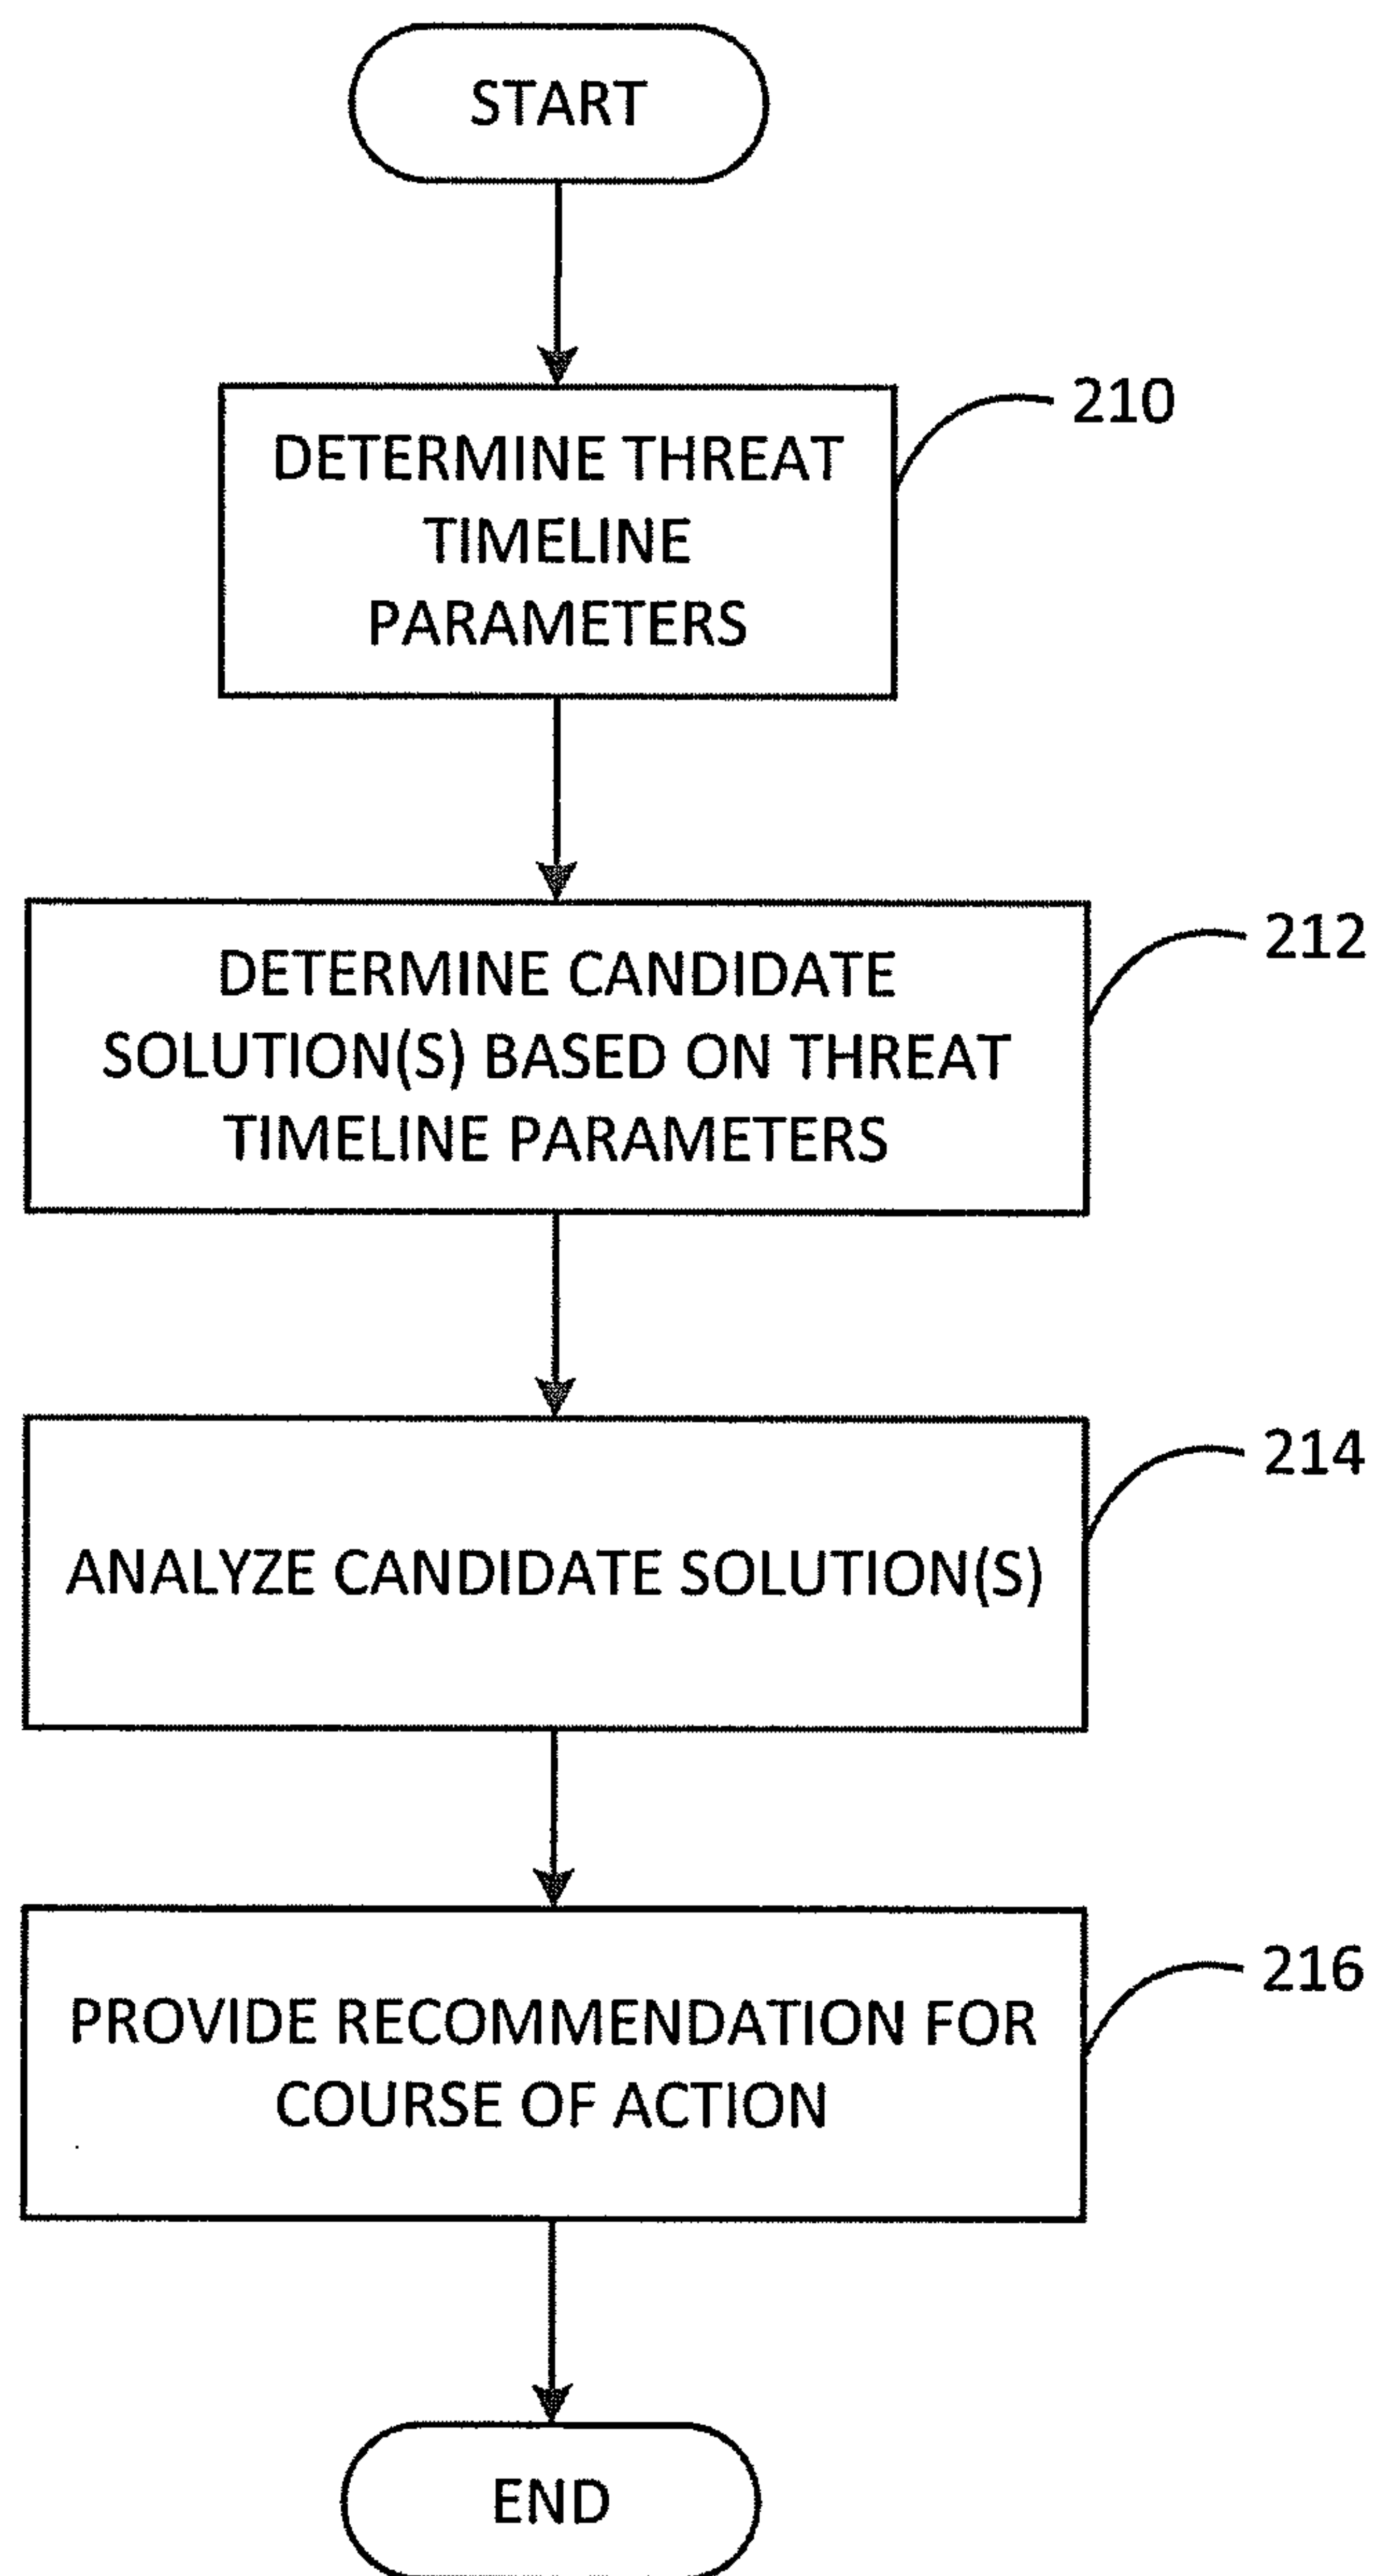 START
210
DETERMINE THREAT
TIMELINE
PARAMETERS
212
DETERMINE CANDIDATE
SOLUTION(S) BASED ON THREAT
TIMELINE PARAMETERS
214
ANALYZE CANDIDATE SOLUTION(S)
216
PROVIDE RECOMMENDATION FOR
COURSE OF ACTION
END